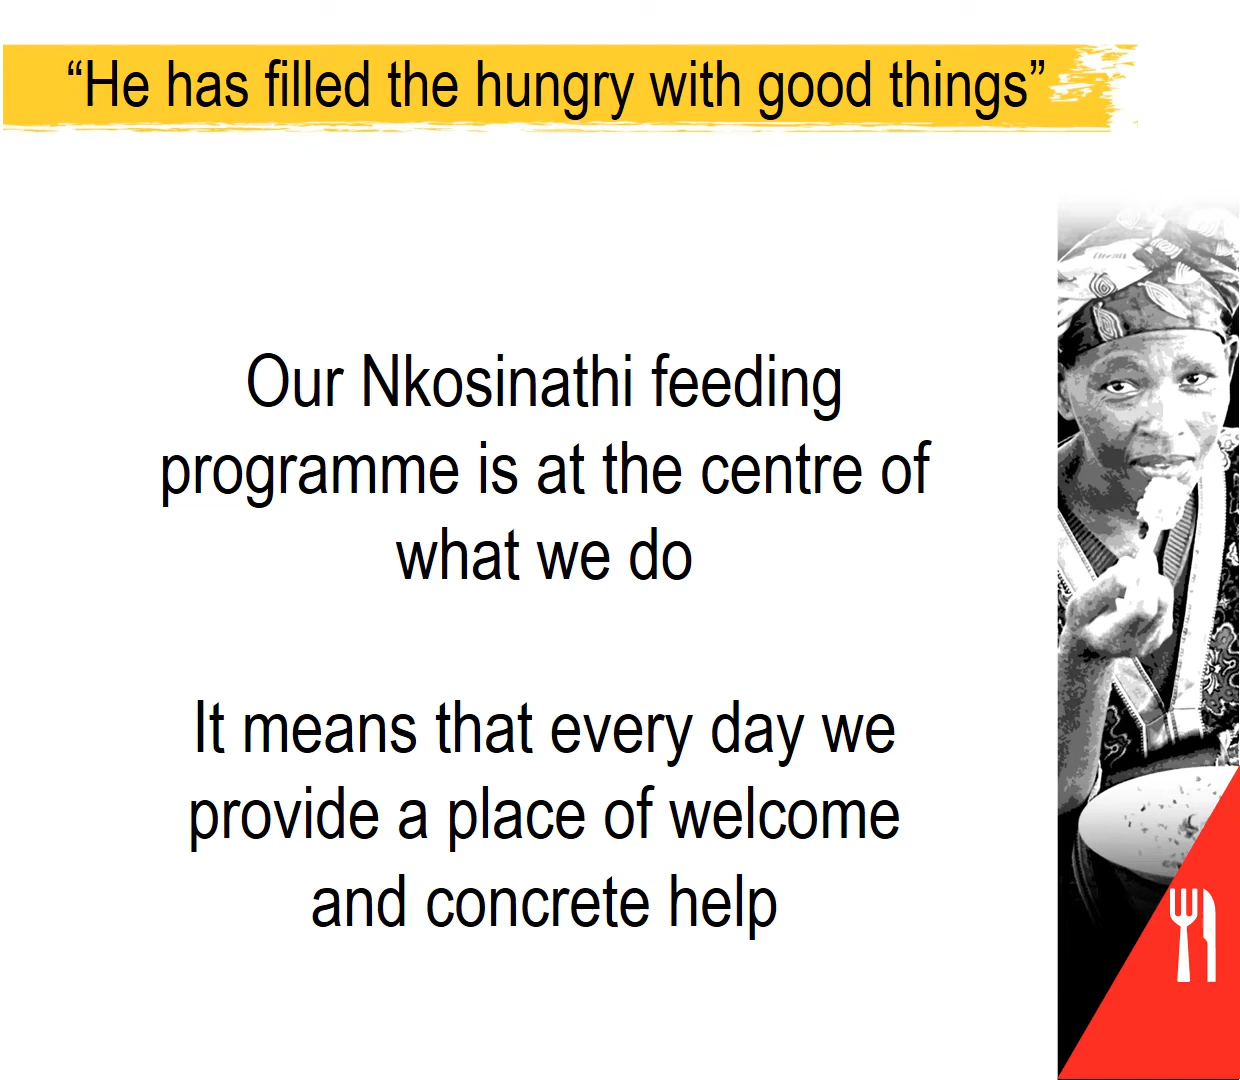 “He has filled the hungry with good things”
Our Nkosinathi feeding
programme is at the centre of
what we do
It means that every day we
provide a place of welcome
and concrete help